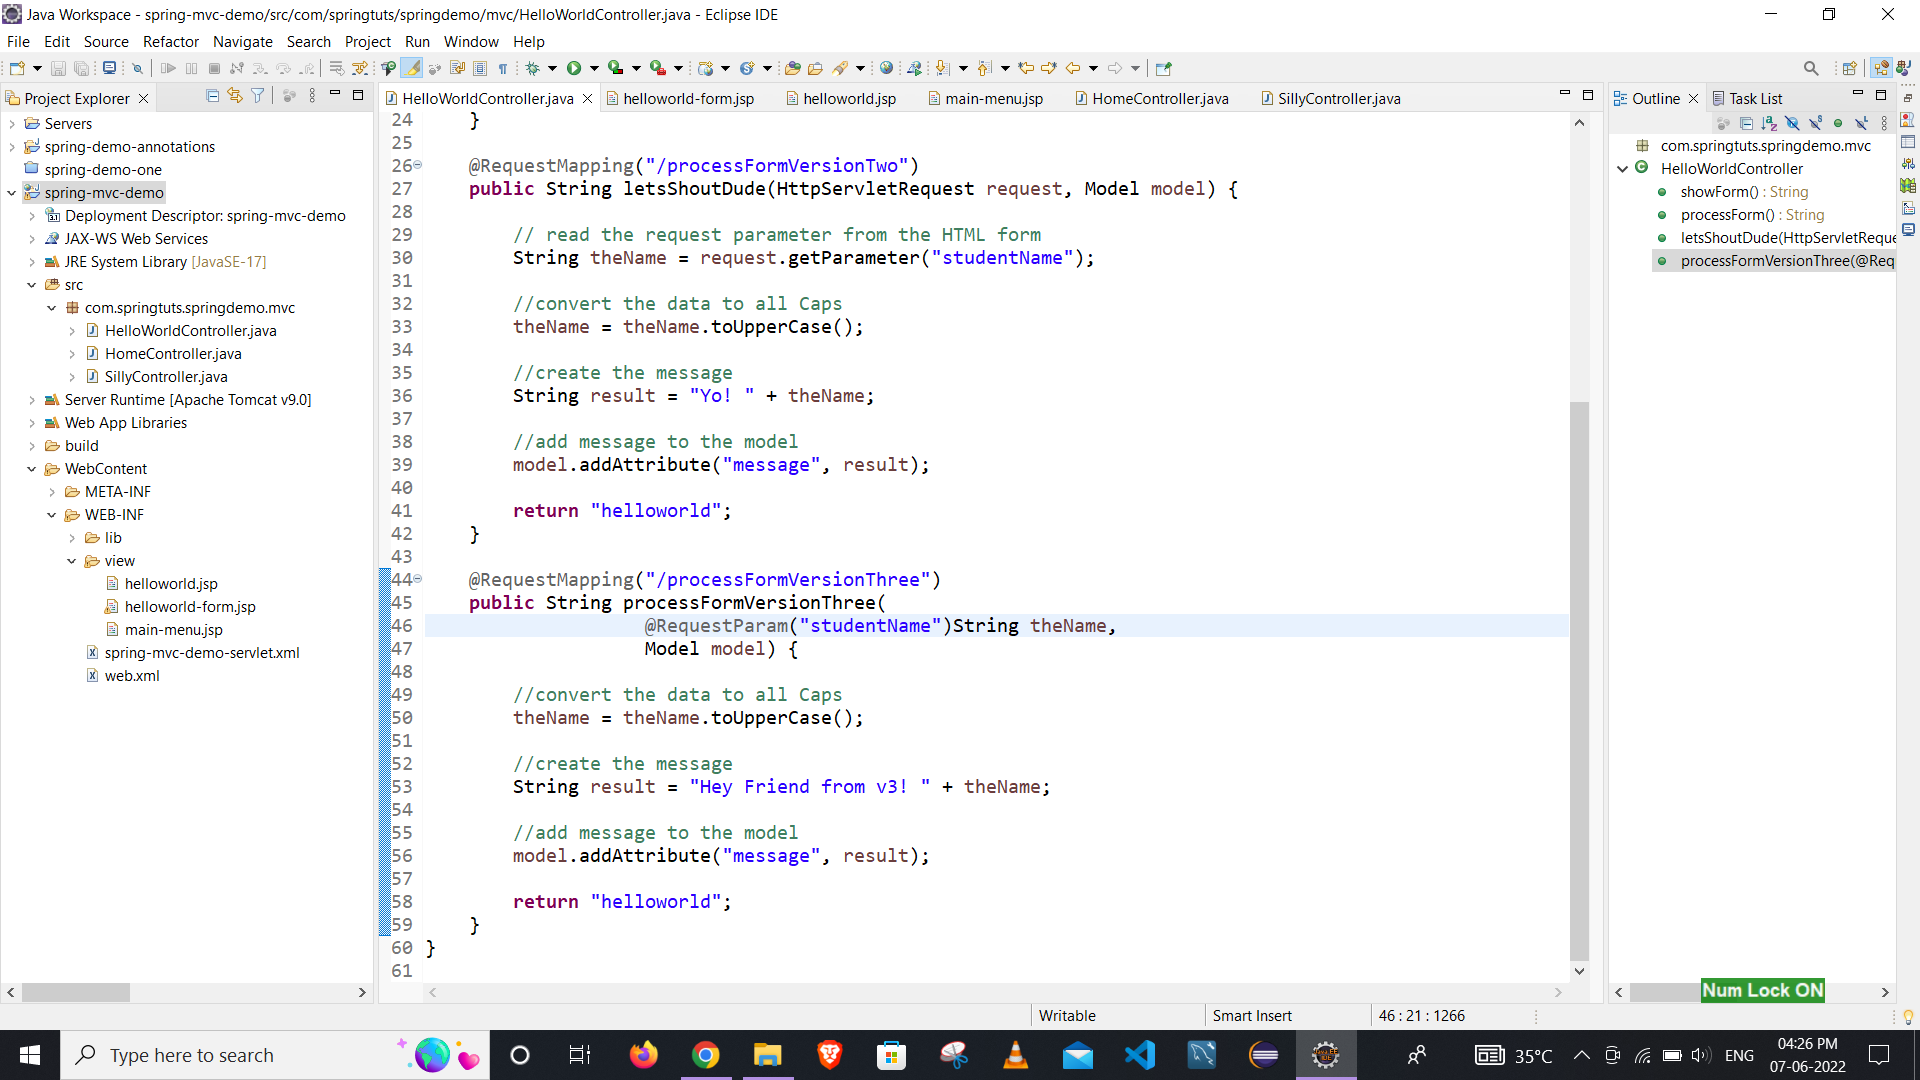 Java Workspace - spring-mvc-demo/src/com/springtuts/springdemo/mvc/HelloWorldController.java - Eclipse IDE
File Edit Source Refactor Navigate Search Project Run Window Help
Project Explorer
Servers
spring-demo-annotations
spring-demo-one
spring-mvc-demo
Deployment Descriptor: spring-mvc-demo
JAX-WS Web Services
JRE System Library [JavaSE-17]
src
com.springtuts.springdemo.mvc
HelloWorldController.java
HomeController.java
SillyController.java
Server Runtime [Apache Tomcat v9.0]
Web App Libraries
build
WebContent
META-INF
WEB-INF
lib
view
helloworld.jsp
helloworld-form.jsp
main-menu.jsp
spring-mvc-demo-servlet.xml
web.xml
HelloWorldController.java helloworld-form.jsp helloworld.jsp main-menu.jsp HomeController.java SillyController.java
24 }
25
26 @RequestMapping("/processFormVersionTwo")
27 public String letsShoutDude(HttpServletRequest request, Model model) {
28
29 // read the request parameter from the HTML form
30 String theName = request.getParameter("studentName");
31
32 //convert the data to all Caps
33 theName = theName.toUpperCase();
34
35 //create the message
36 String result = "Yo! " + theName;
37
38 //add message to the model
39 model.addAttribute("message", result);
40
41 return "helloworld";
42 }
43
44 @RequestMapping("/processFormVersionThree")
45 public String processFormVersionThree(
46 @RequestParam("studentName")String theName,
47 Model model) {
48
49 //convert the data to all Caps
50 theName = theName.toUpperCase();
51
52 //create the message
53 String result = "Hey Friend from v3! " + theName;
54
55 //add message to the model
56 model.addAttribute("message", result);
57
58 return "helloworld";
59 }
60 }
61
Outline Task List
com.springtuts.springdemo.mvc
HelloWorldController
showForm() : String
processForm() : String
letsShoutDude(HttpServletReque
processFormVersionThree(@Req
Num Lock ON
Writable Smart Insert 46 : 21 : 1266
Type here to search
35°C ENG 04:26 PM
07-06-2022